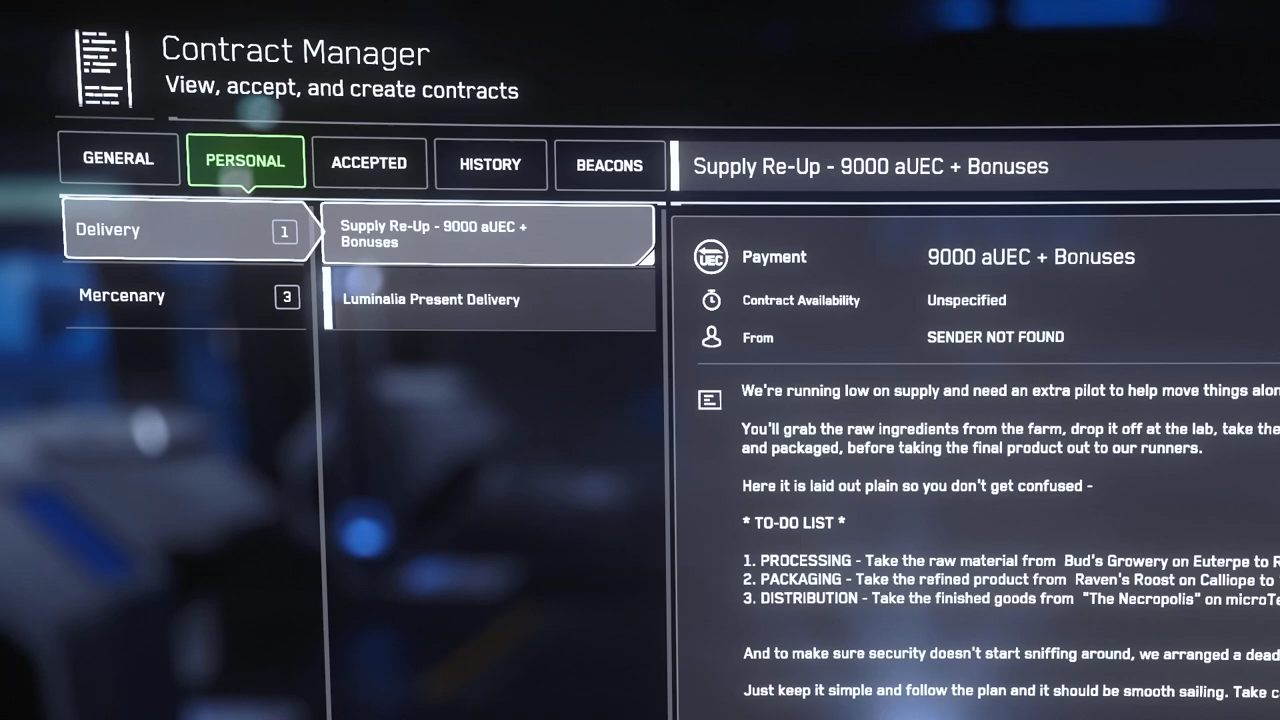 Contract Manager
View, accept, and create contracts
GENERAL
PERSONAL
ACCEPTED
HISTORY
BEACONS
Delivery
1
Mercenary
3
Supply Re-Up - 9000 aUEC +
Bonuses
Luminalia Present Delivery
Supply Re-Up - 9000 aUEC + Bonuses
UEC
Payment
9000 aUEC + Bonuses
Contract Availability
Unspecified
From
SENDER NOT FOUND
We're running low on supply and need an extra pilot to help move things
You'll grab the raw ingredients from the farm, drop it off at the lab, take the
and packaged, before taking the final product out to our runners.
Here it is laid out plain so you don't get confused -
* TO-DO LIST *
1. PROCESSING - Take the raw material from Bud's Growery on Euterpe to R
2. PACKAGING - Take the refined product from Raven's Roost on Calliope to
3. DISTRIBUTION - Take the finished goods from "The Necropolis" on microTe
And to make sure security doesn't start sniffing around, we arranged a dead
Just keep it simple and follow the plan and it should be smooth sailing. Take